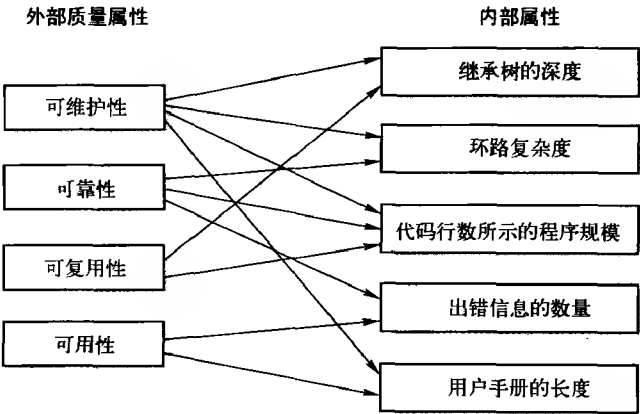 外部质量属性
内部属性
可维护性
可靠性
可复用性
可用性
继承树的深度
环路复杂度
代码行数所示的程序规模
出错信息的数量
用户手册的长度